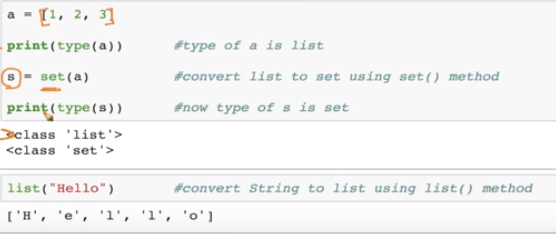 a = [1, 2, 3]
print(type(a)) #type of a is list
s = set(a) #convert list to set using set() method
print(type(s)) #now type of s is set
<class 'list'>
<class 'set'>
list("Hello") #convert String to list using list() method
['H', 'e', 'l', 'l', 'o']